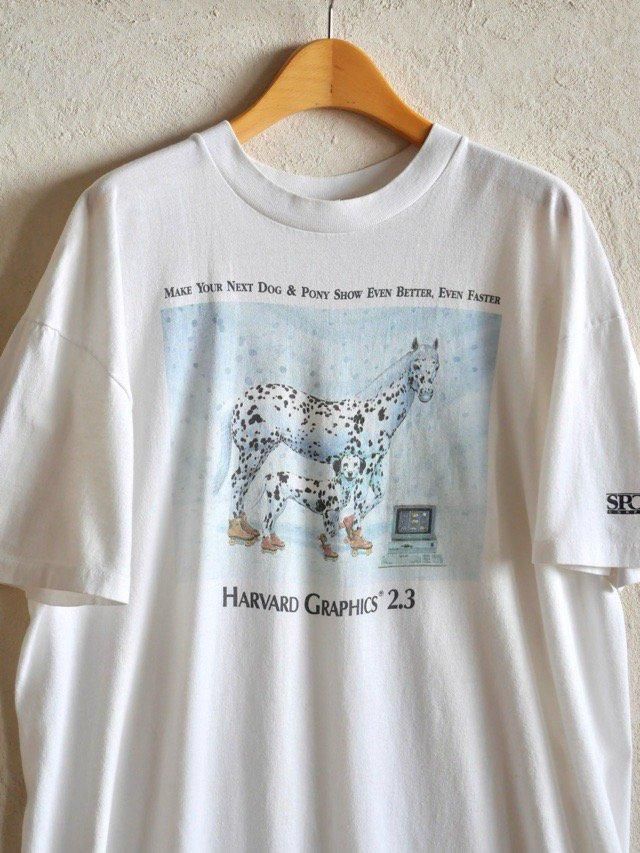 MAKE YOUR NEXT DOG & PONY SHOW EVEN BETTER, EVEN FASTER
HARVARD GRAPHICS® 2.3